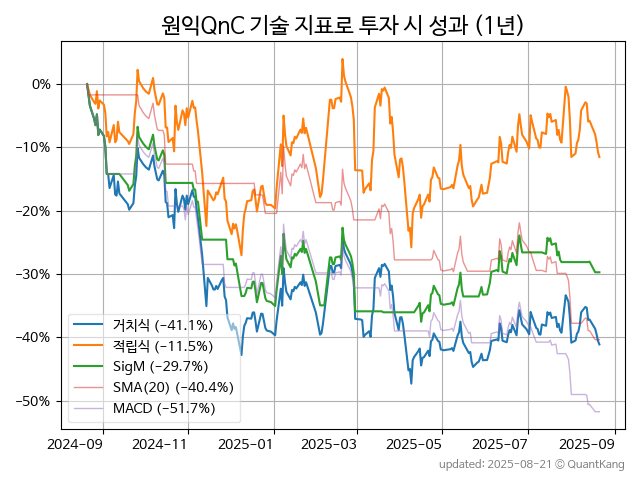 원익QnC 기술 지표로 투자 시 성과 (1년)
0%
−10%
−20%
−30%
−40%
−50%
거치식 (−41.1%)
적립식 (−11.5%)
SigM (−29.7%)
SMA(20) (−40.4%)
MACD (−51.7%)
2024-09 2024-11 2025-01 2025-03 2025-05 2025-07 2025-09
updated: 2025-08-21 © QuantKang